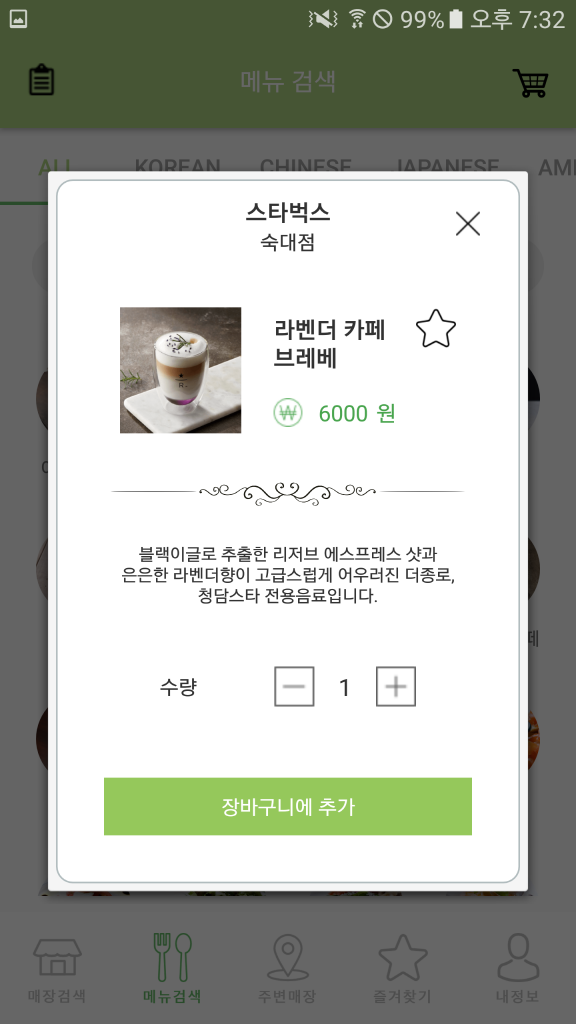 99% 오후 7:32
메뉴 검색
ALL KOREAN CHINESE JAPANESE AM
스타벅스
숙대점
라벤더 카페
브레베
₩ 6000 원
블랙이글로 추출한 리저브 에스프레스 샷과
은은한 라벤더향이 고급스럽게 어우러진 더종로,
청담스타 전용음료입니다.
수량 1
장바구니에 추가
매장검색 메뉴검색 주변매장 즐겨찾기 내정보